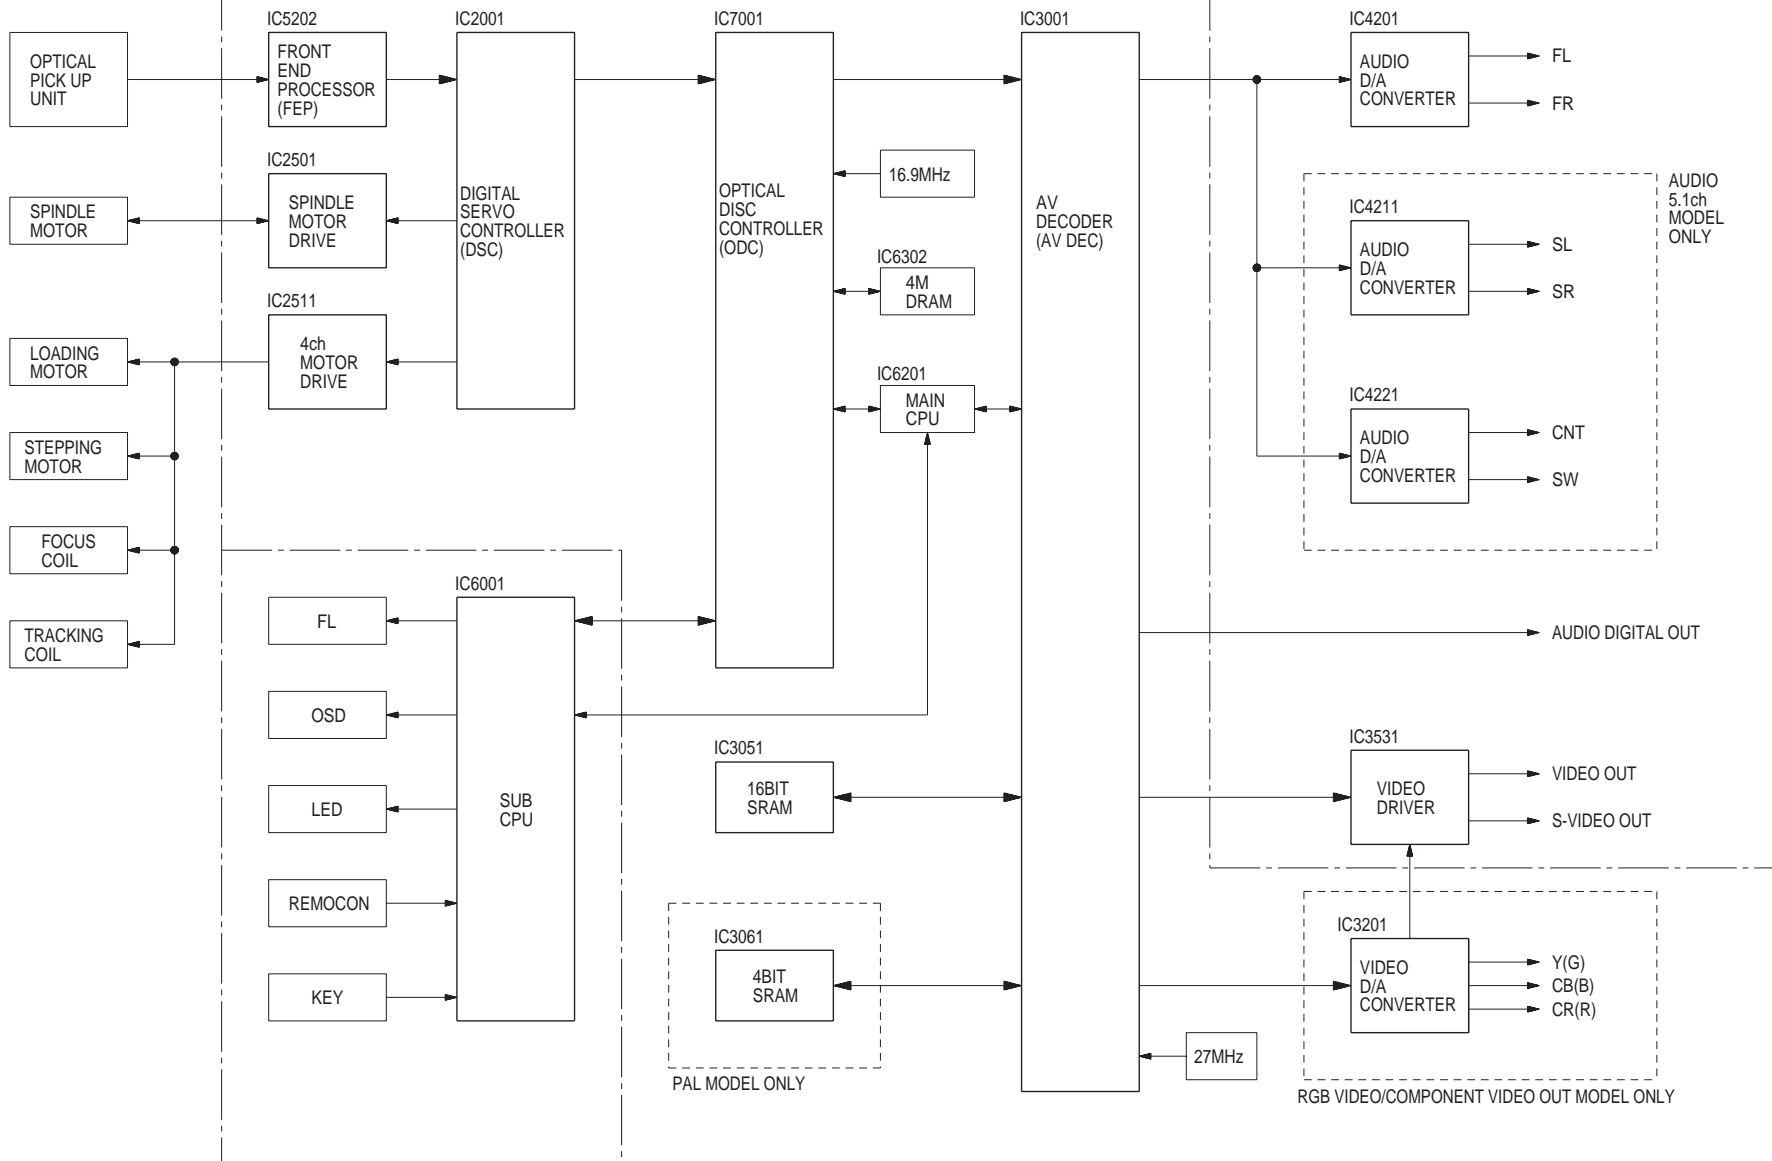 OPTICAL
PICK UP
UNIT
SPINDLE
MOTOR
LOADING
MOTOR
STEPPING
MOTOR
FOCUS
COIL
TRACKING
COIL
IC5202
FRONT
END
PROCESSOR
(FEP)
IC2501
SPINDLE
MOTOR
DRIVE
IC2511
4ch
MOTOR
DRIVE
IC2001
DIGITAL
SERVO
CONTROLLER
(DSC)
FL
OSD
LED
REMOCON
KEY
IC6001
SUB
CPU
IC7001
OPTICAL
DISC
CONTROLLER
(ODC)
16.9MHz
IC6302
4M
DRAM
IC6201
MAIN
CPU
IC3051
16BIT
SRAM
IC3061
4BIT
SRAM
PAL MODEL ONLY
IC3001
AV
DECODER
(AV DEC)
27MHz
IC4201
AUDIO
D/A
CONVERTER
FL
FR
AUDIO
5.1ch
MODEL
ONLY
IC4211
AUDIO
D/A
CONVERTER
SL
SR
IC4221
AUDIO
D/A
CONVERTER
CNT
SW
AUDIO DIGITAL OUT
IC3531
VIDEO
DRIVER
VIDEO OUT
S-VIDEO OUT
IC3201
VIDEO
D/A
CONVERTER
Y(G)
CB(B)
CR(R)
RGB VIDEO/COMPONENT VIDEO OUT MODEL ONLY